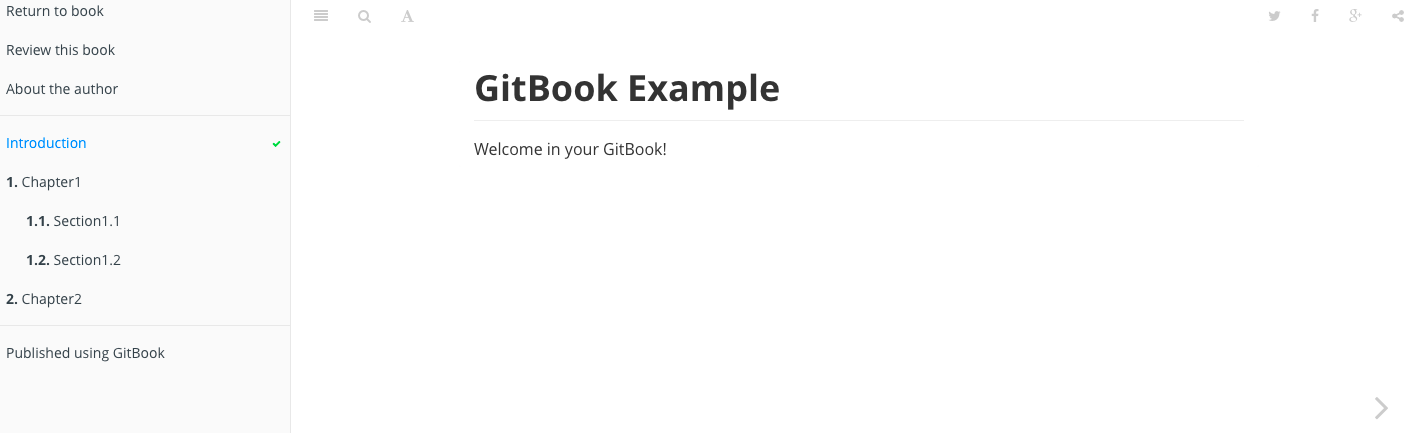 Return to book
Review this book
About the author
Introduction
1. Chapter1
1.1. Section1.1
1.2. Section1.2
2. Chapter2
Published using GitBook
A
GitBook Example
Welcome in your GitBook!